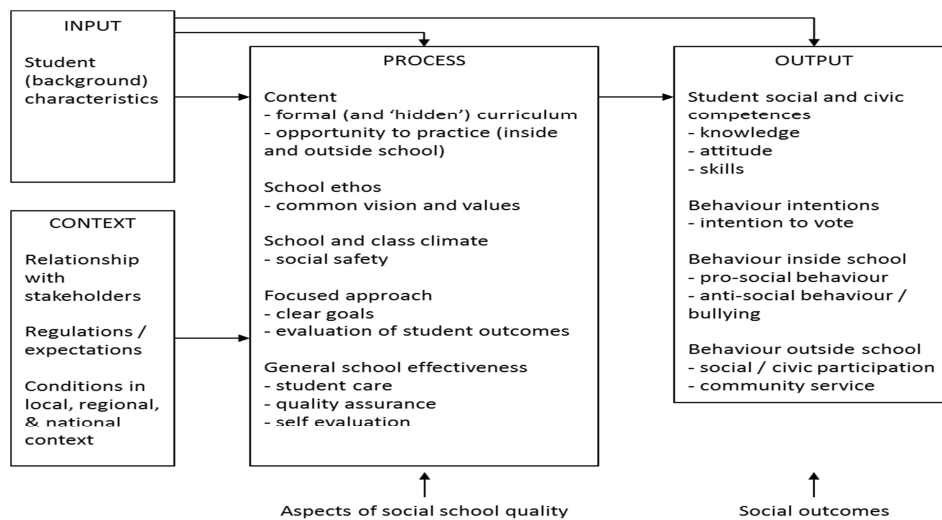 INPUT
Student
(background)
characteristics
CONTEXT
Relationship
with
stakeholders
Regulations /
expectations
Conditions in
local, regional,
& national
context
PROCESS
Content
- formal (and ‘hidden’) curriculum
- opportunity to practice (inside
and outside school)
School ethos
- common vision and values
School and class climate
- social safety
Focused approach
- clear goals
- evaluation of student outcomes
General school effectiveness
- student care
- quality assurance
- self evaluation
OUTPUT
Student social and civic
competences
- knowledge
- attitude
- skills
Behaviour intentions
- intention to vote
Behaviour inside school
- pro-social behaviour
- anti-social behaviour /
bullying
Behaviour outside school
- social / civic participation
- community service
Aspects of social school quality
Social outcomes